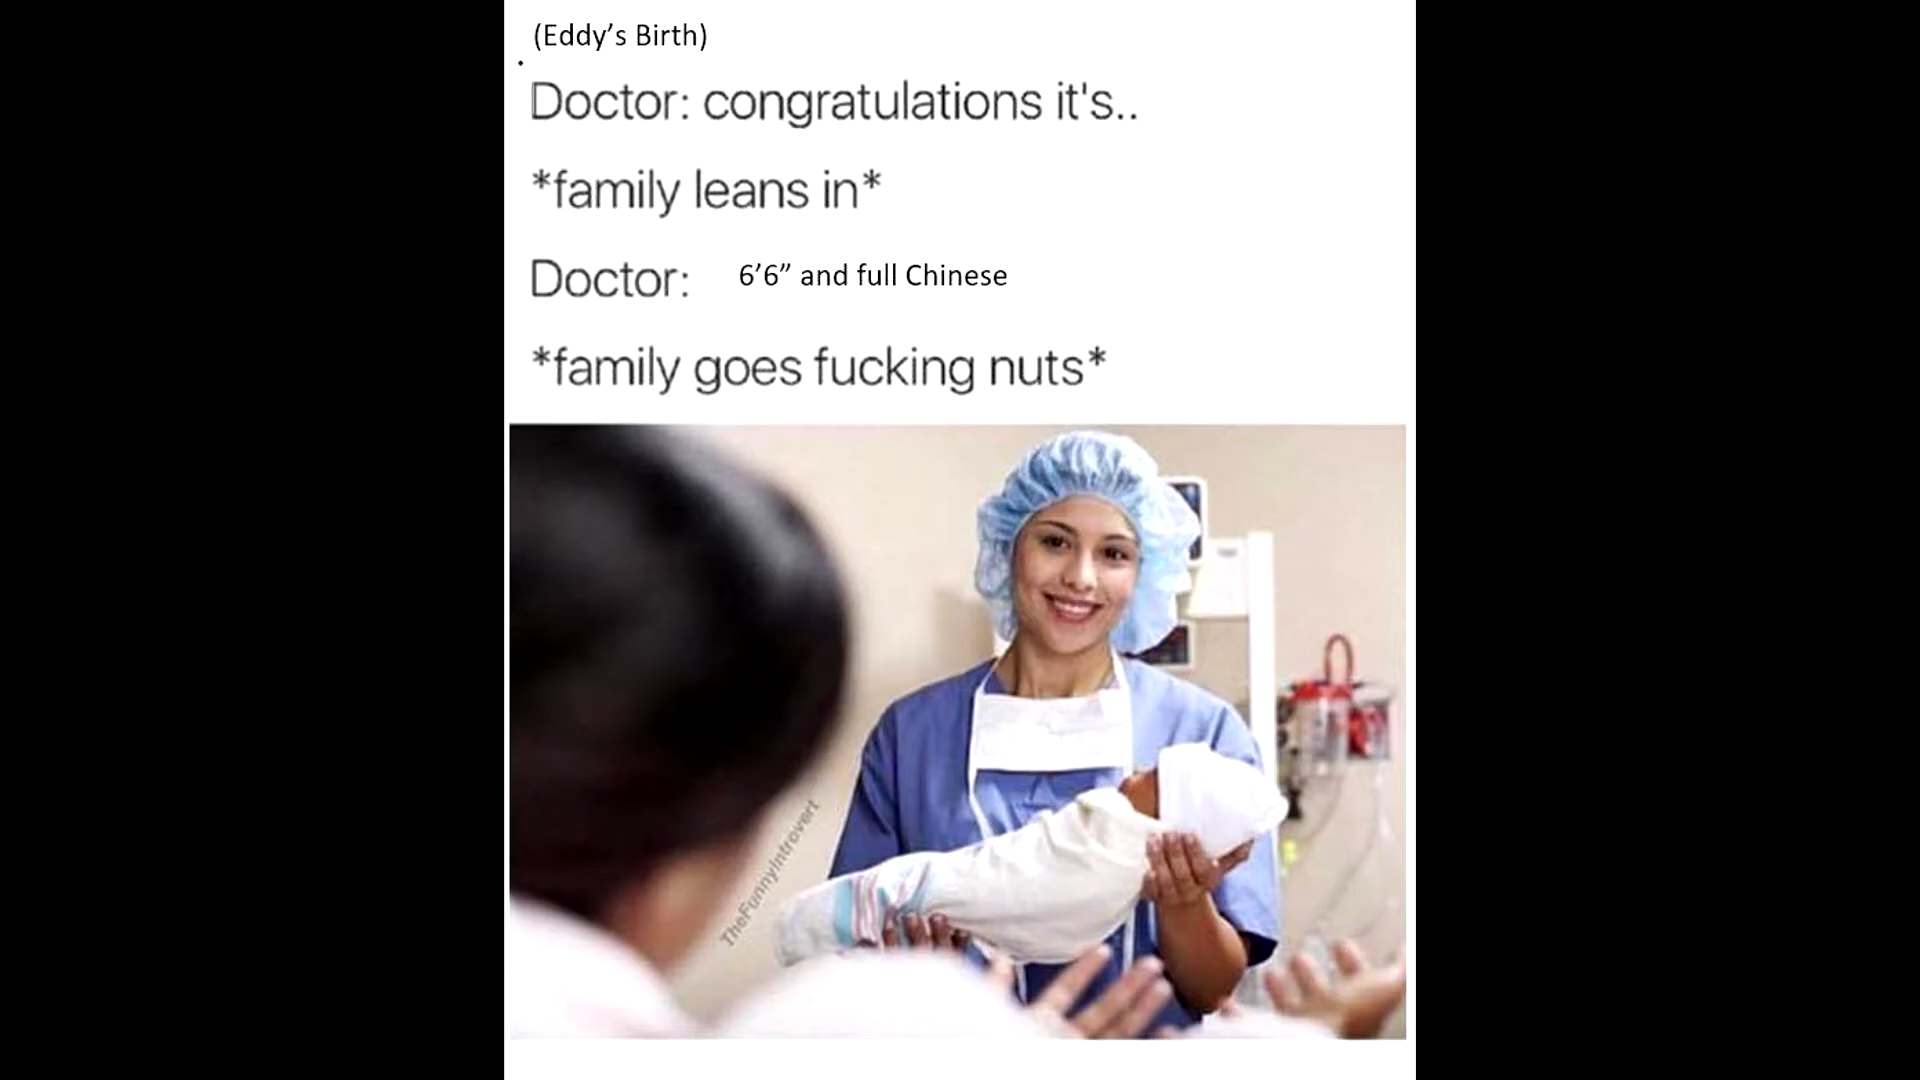 (Eddy’s Birth)
Doctor: congratulations it's..
*family leans in*
Doctor: 6’6” and full Chinese
*family goes fucking nuts*
TheFunnyIntrovert